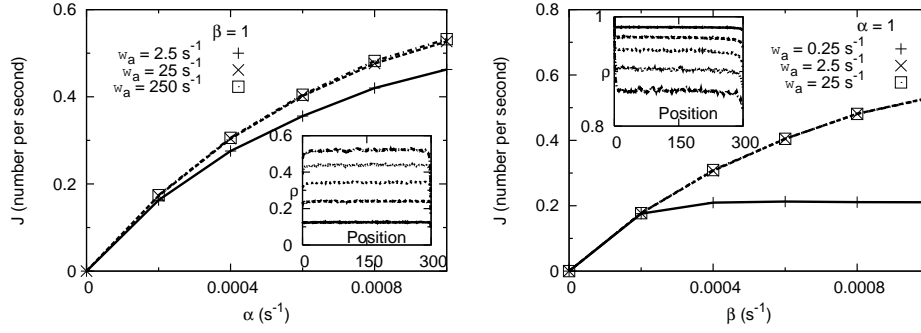 J (number per second)
0.8
0.6
0.4
0.2
0
β = 1
wa = 2.5 s-1
wa = 25 s-1
wa = 250 s-1
0.6
0.4
0.2
0
ρ
Position
0 150 300
0 0.0004 0.0008
α (s-1)
J (number per second)
0.8
0.6
0.4
0.2
0
1
ρ
0.8
Position
0 150 300
α = 1
wa = 0.25 s-1
wa = 2.5 s-1
wa = 25 s-1
0 0.0004 0.0008
β (s-1)